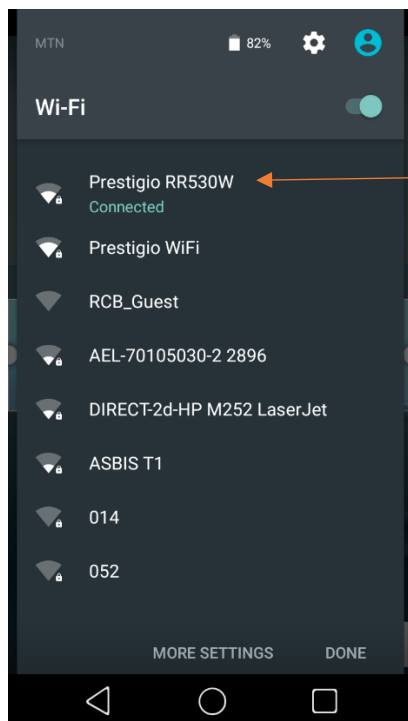 MTN 82%
Wi-Fi
Prestigio RR530W
Connected
Prestigio WiFi
RCB_Guest
AEL-70105030-2 2896
DIRECT-2d-HP M252 LaserJet
ASBIS T1
014
052
MORE SETTINGS DONE